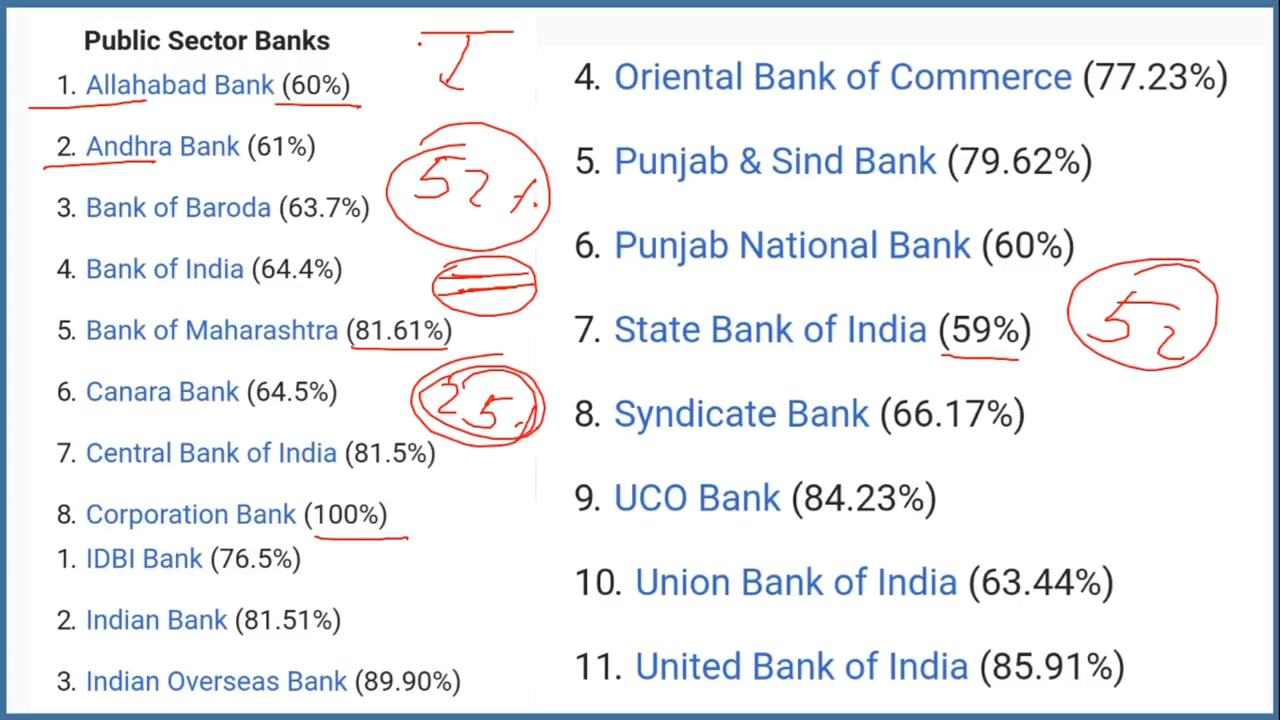 Public Sector Banks
1. Allahabad Bank (60%)
2. Andhra Bank (61%)
52%
3. Bank of Baroda (63.7%)
4. Bank of India (64.4%)
5. Bank of Maharashtra (81.61%)
6. Canara Bank (64.5%)
25%
7. Central Bank of India (81.5%)
8. Corporation Bank (100%)
1. IDBI Bank (76.5%)
2. Indian Bank (81.51%)
3. Indian Overseas Bank (89.90%)
4. Oriental Bank of Commerce (77.23%)
5. Punjab & Sind Bank (79.62%)
6. Punjab National Bank (60%)
7. State Bank of India (59%)
52
8. Syndicate Bank (66.17%)
9. UCO Bank (84.23%)
10. Union Bank of India (63.44%)
11. United Bank of India (85.91%)